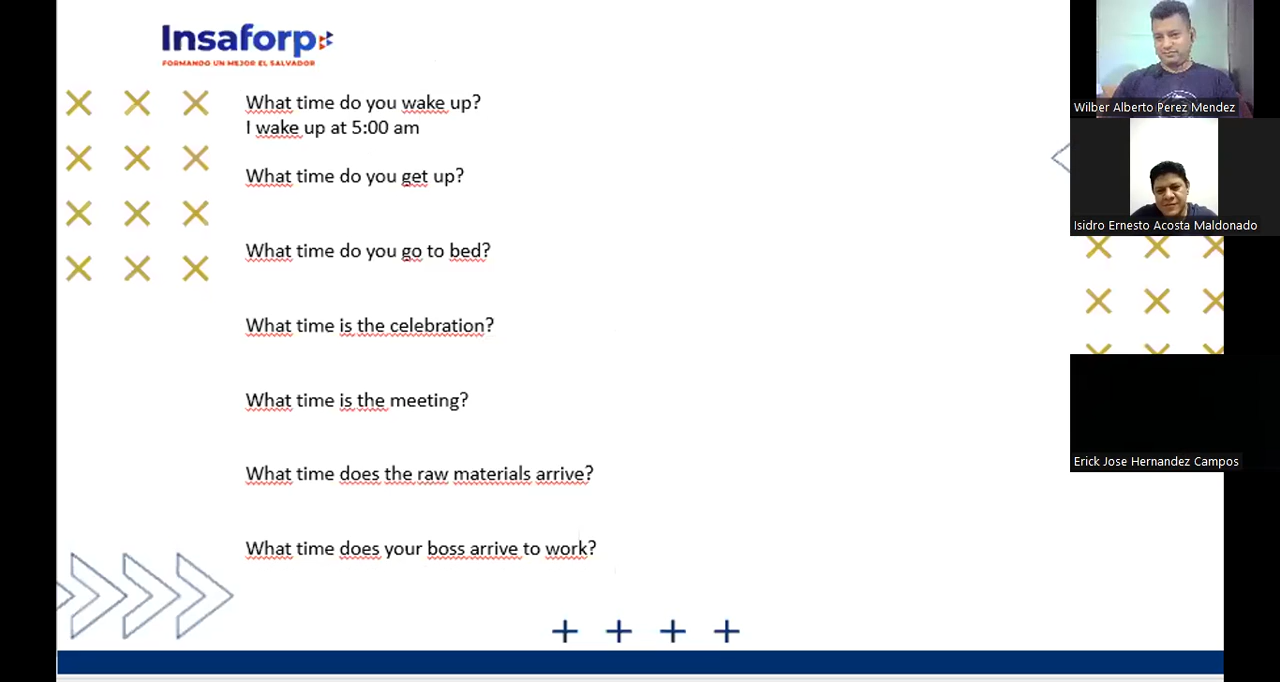 Insaforp
FORMANDO UN MEJOR EL SALVADOR
What time do you wake up?
I wake up at 5:00 am
What time do you get up?
What time do you go to bed?
What time is the celebration?
What time is the meeting?
What time does the raw materials arrive?
What time does your boss arrive to work?
Wilber Alberto Perez Mendez
Isidro Ernesto Acosta Maldonado
Erick Jose Hernandez Campos